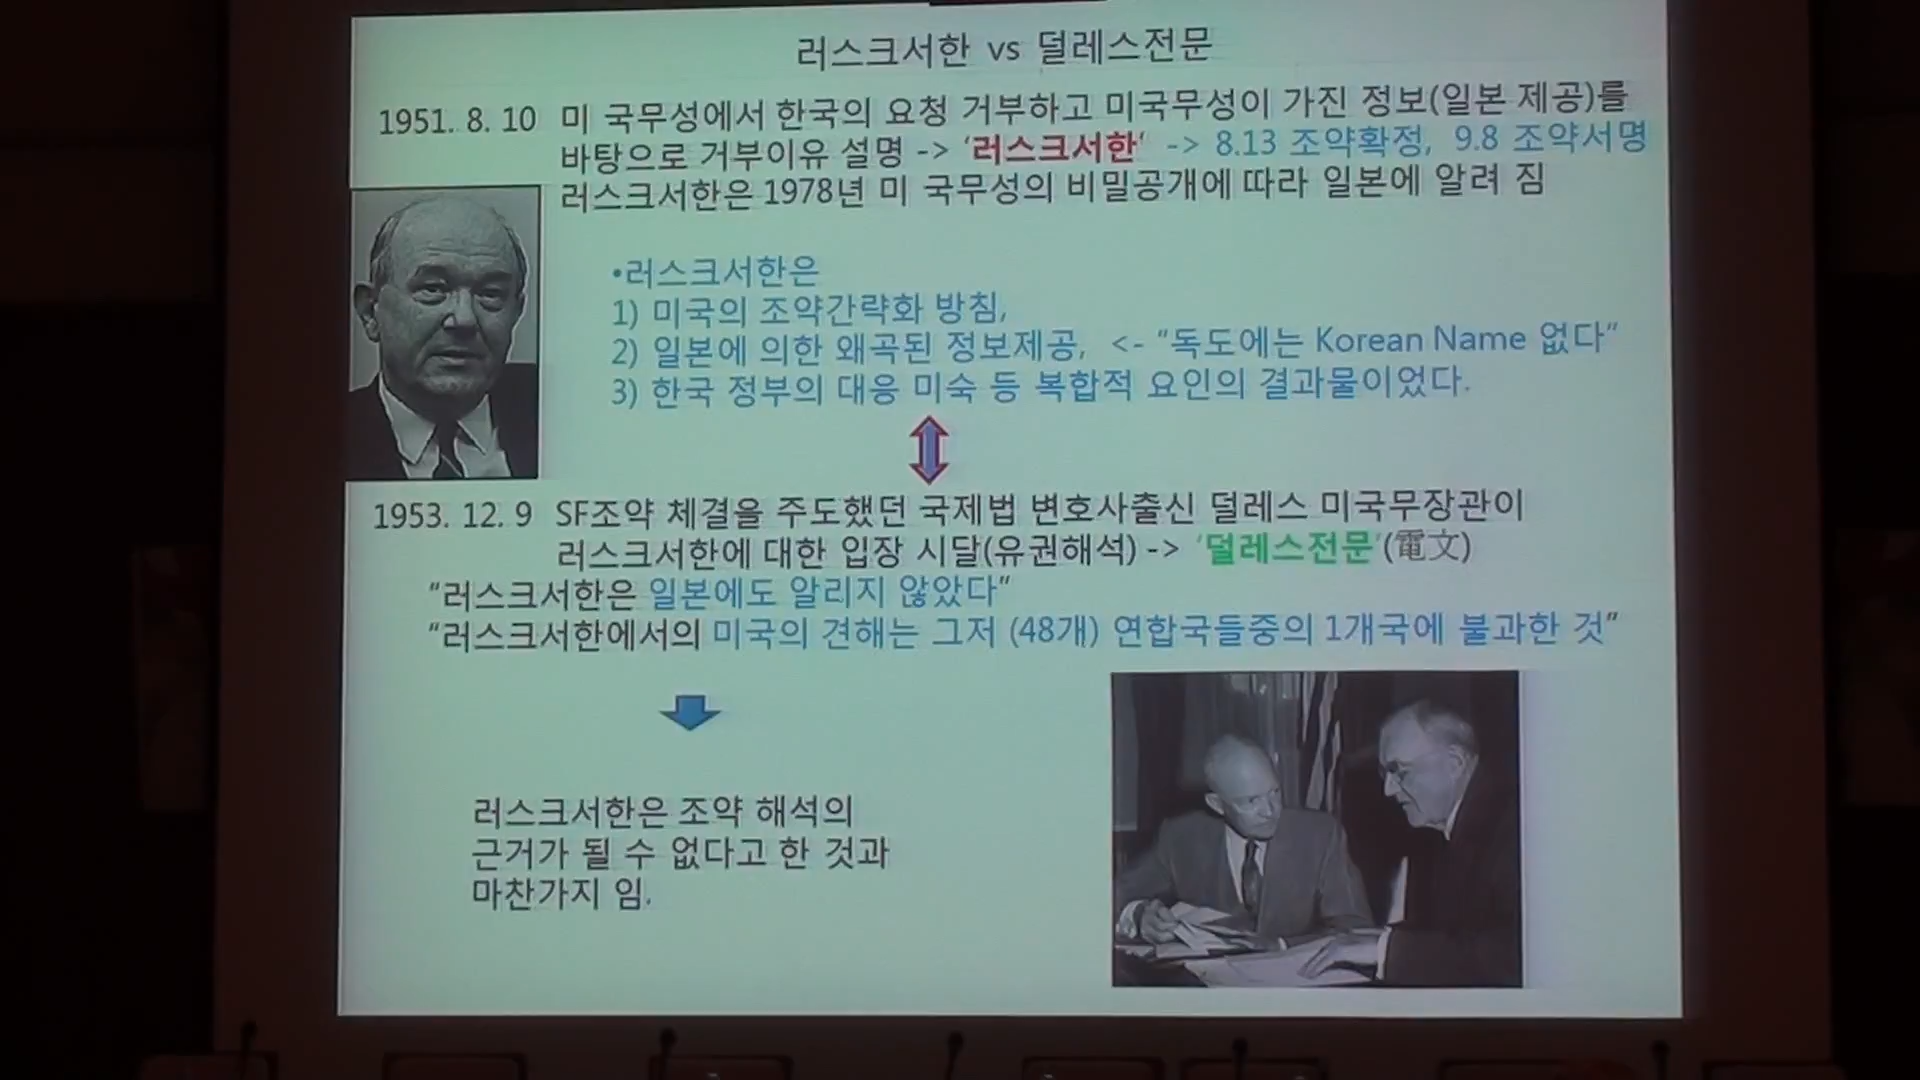 러스크서한 vs 덜레스전문
1951. 8. 10 미 국무성에서 한국의 요청 거부하고 미국무성이 가진 정보(일본 제공)를
바탕으로 거부이유 설명 -> ‘러스크서한’ -> 8.13 조약확정, 9.8 조약서명
러스크서한은 1978년 미 국무성의 비밀공개에 따라 일본에 알려 짐
•러스크서한은
1) 미국의 조약간략화 방침,
2) 일본에 의한 왜곡된 정보제공, <- “독도에는 Korean Name 없다”
3) 한국 정부의 대응 미숙 등 복합적 요인의 결과물이었다.
1953. 12. 9 SF조약 체결을 주도했던 국제법 변호사출신 덜레스 미국무장관이
러스크서한에 대한 입장 시달(유권해석) -> ‘덜레스전문’(電文)
“러스크서한은 일본에도 알리지 않았다”
“러스크서한에서의 미국의 견해는 그저 (48개) 연합국들중의 1개국에 불과한 것”
러스크서한은 조약 해석의
근거가 될 수 없다고 한 것과
마찬가지 임.